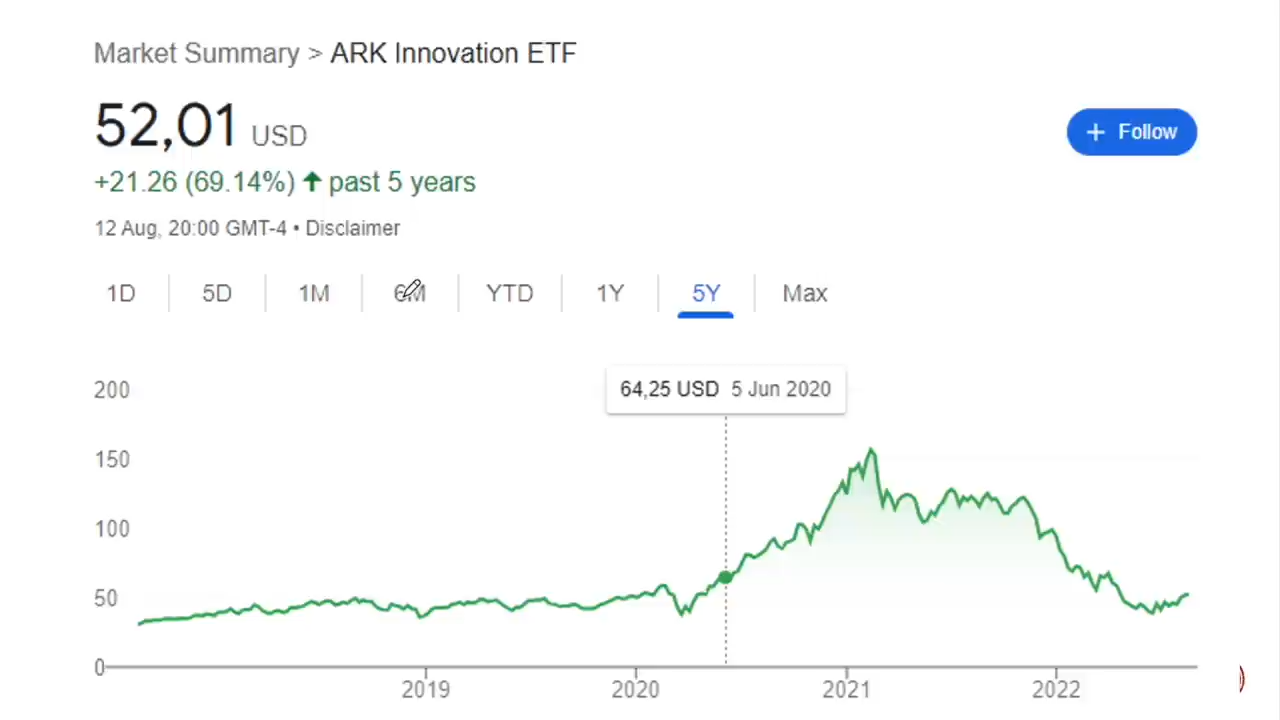 Market Summary > ARK Innovation ETF
52,01 USD
+ Follow
+21.26 (69.14%) ↑ past 5 years
12 Aug, 20:00 GMT-4 • Disclaimer
1D 5D 1M 6M YTD 1Y 5Y Max
64,25 USD 5 Jun 2020
200
150
100
50
0
2019 2020 2021 2022